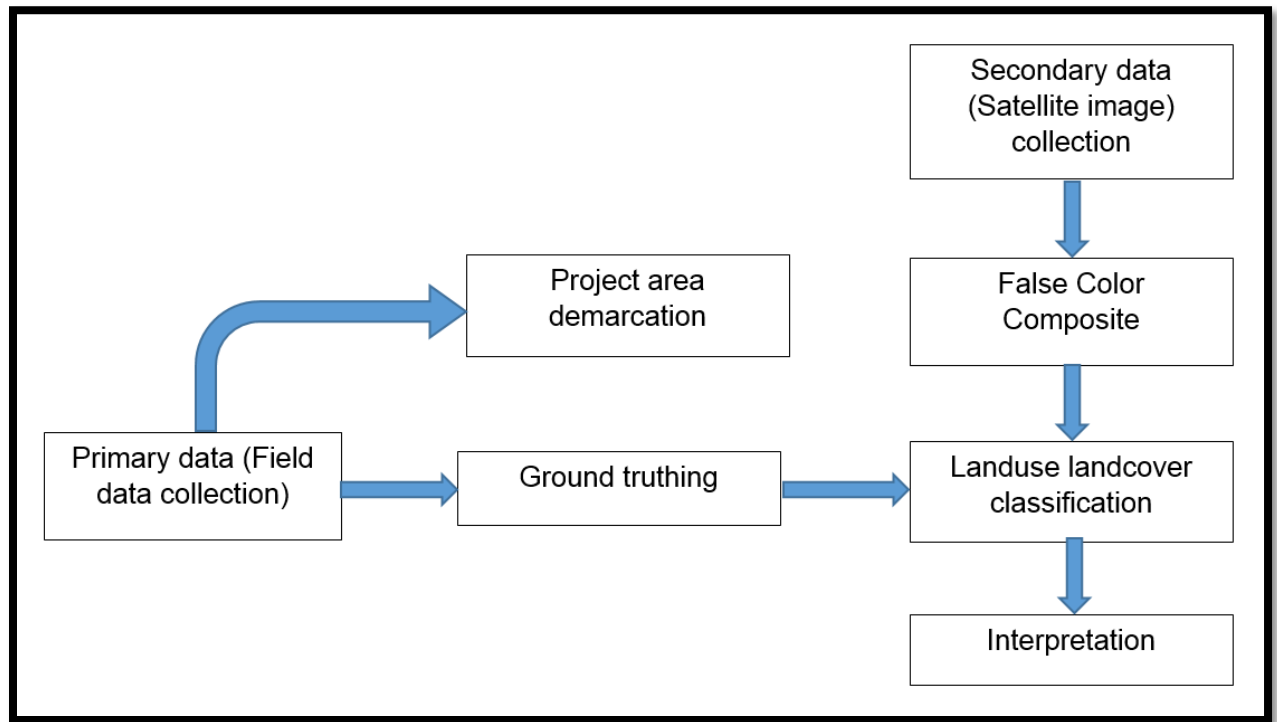 Secondary data
(Satellite image)
collection
Project area
demarcation
False Color
Composite
Primary data (Field
data collection)
Ground truthing
Landuse landcover
classification
Interpretation